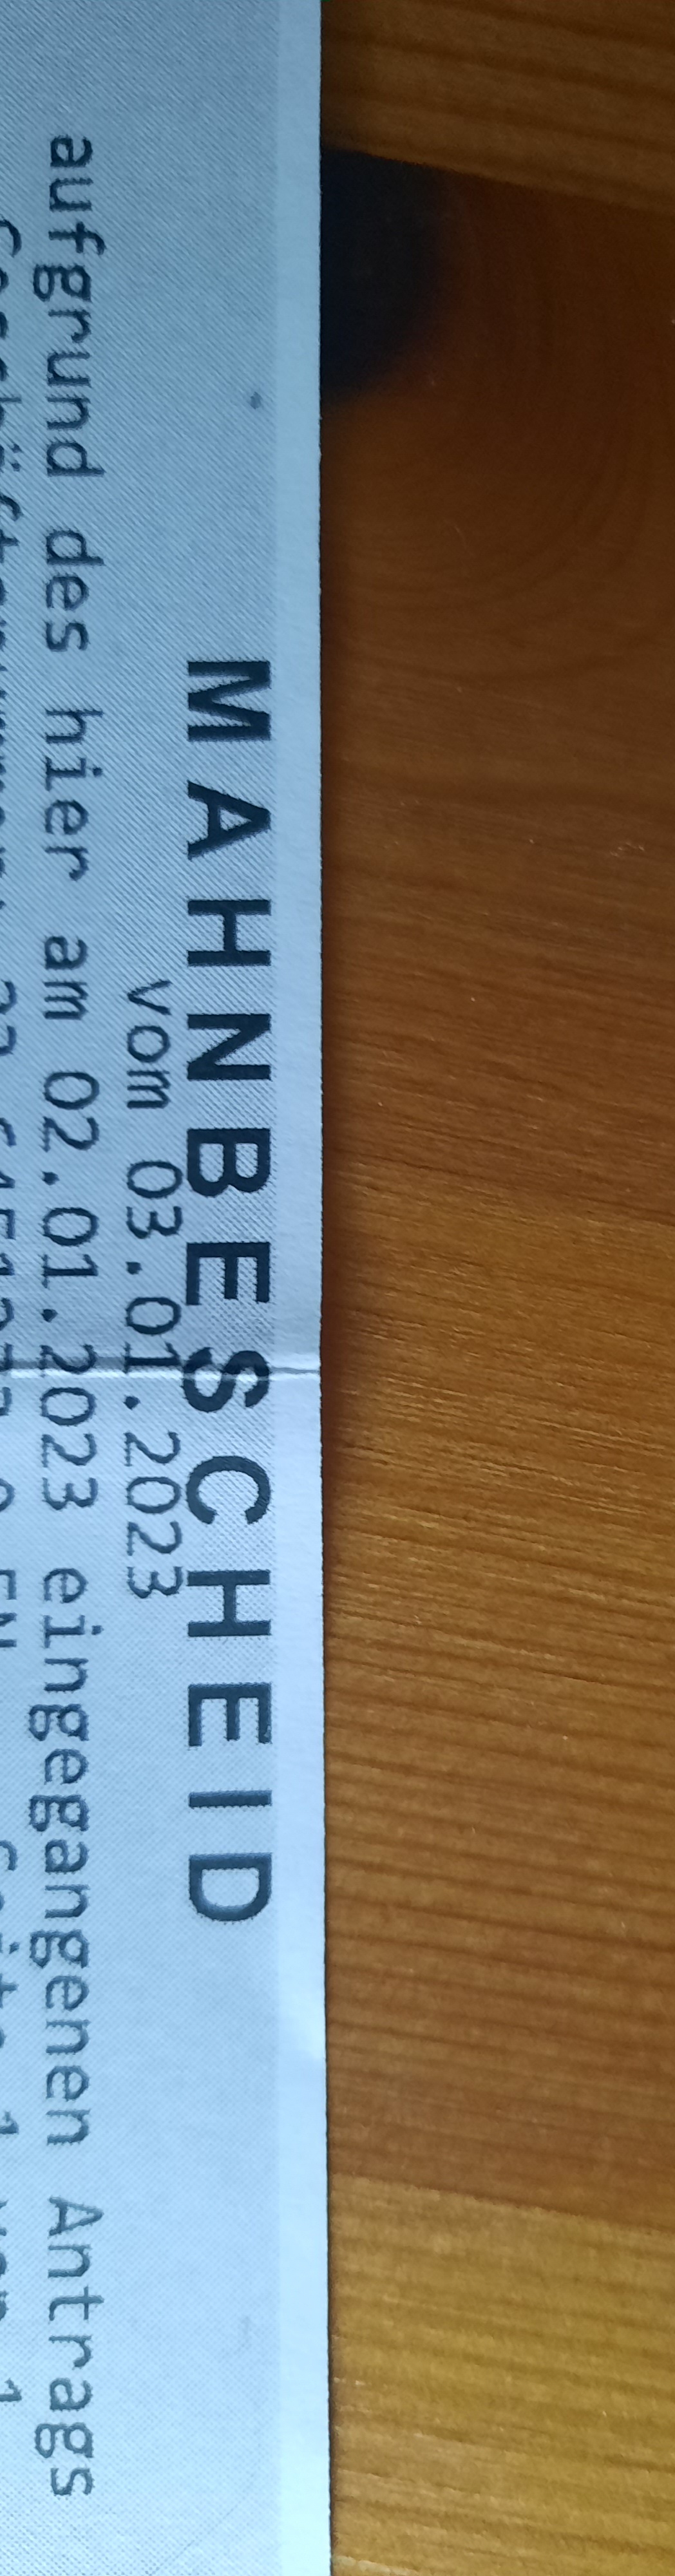 MAHNBESCHEID
vom 03.01.2023
aufgrund des hier am 02.01.2023 eingegangenen Antrags